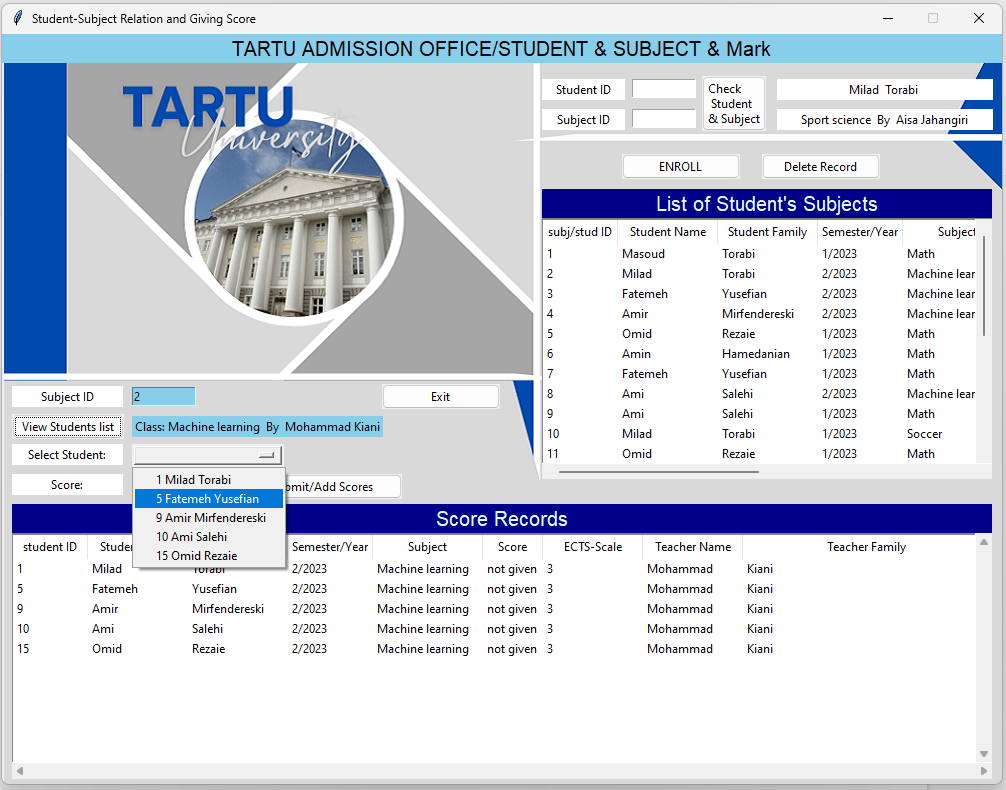 Student-Subject Relation and Giving Score
TARTU ADMISSION OFFICE/STUDENT & SUBJECT & Mark
TARTU
University
Student ID
Subject ID
Check
Student
& Subject
Milad Torabi
Sport science By Aisa Jahangiri
ENROLL Delete Record
List of Student's Subjects
subj/stud ID Student Name Student Family Semester/Year Subject
1 Masoud Torabi 1/2023 Math
2 Milad Torabi 2/2023 Machine lear
3 Fatemeh Yusefian 2/2023 Machine lear
4 Amir Mirfendereski 2/2023 Machine lear
5 Omid Rezaie 1/2023 Math
6 Amin Hamedanian 1/2023 Math
7 Fatemeh Yusefian 1/2023 Math
8 Ami Salehi 2/2023 Machine lear
9 Ami Salehi 1/2023 Math
10 Milad Torabi 1/2023 Soccer
11 Omid Rezaie 1/2023 Math
Subject ID 2 Exit
View Students list Class: Machine learning By Mohammad Kiani
Select Student:
Score: bmit/Add Scores
1 Milad Torabi
5 Fatemeh Yusefian
9 Amir Mirfendereski
10 Ami Salehi
15 Omid Rezaie
Score Records
student ID Studen Semester/Year Subject Score ECTS-Scale Teacher Name Teacher Family
1 Milad Torabi 2/2023 Machine learning not given 3 Mohammad Kiani
5 Fatemeh Yusefian 2/2023 Machine learning not given 3 Mohammad Kiani
9 Amir Mirfendereski 2/2023 Machine learning not given 3 Mohammad Kiani
10 Ami Salehi 2/2023 Machine learning not given 3 Mohammad Kiani
15 Omid Rezaie 2/2023 Machine learning not given 3 Mohammad Kiani